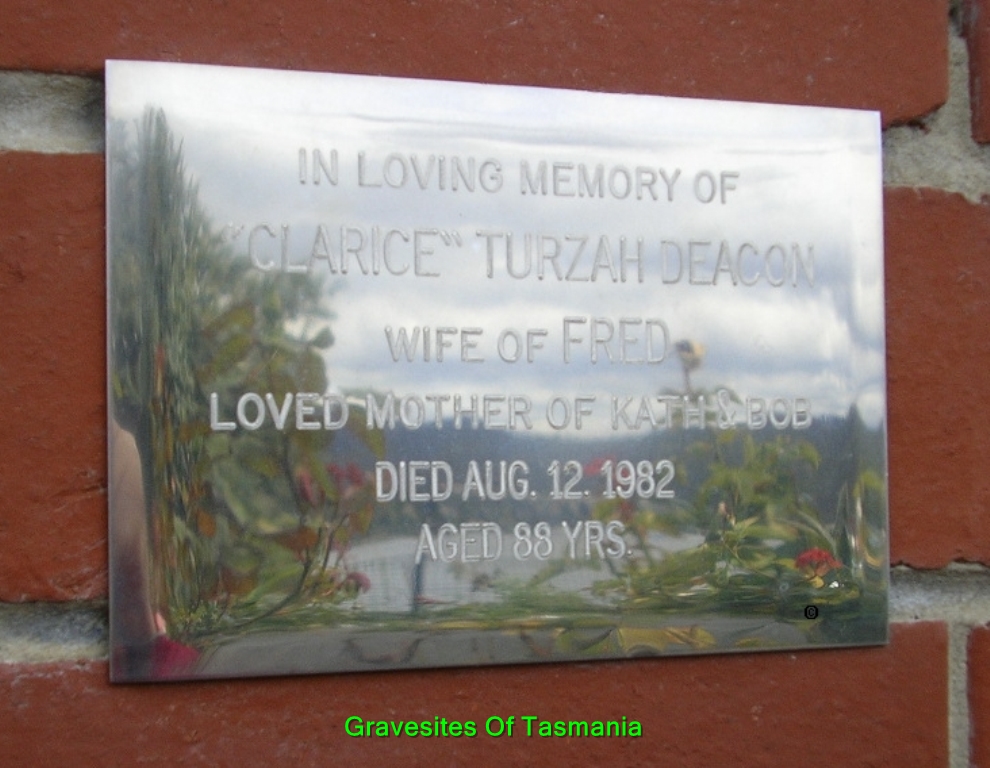 IN LOVING MEMORY OF
"CLARICE" TURZAH DEACON
WIFE OF FRED
LOVED MOTHER OF KATH & BOB
DIED AUG. 12. 1982
AGED 88 YRS.
©
Gravesites Of Tasmania